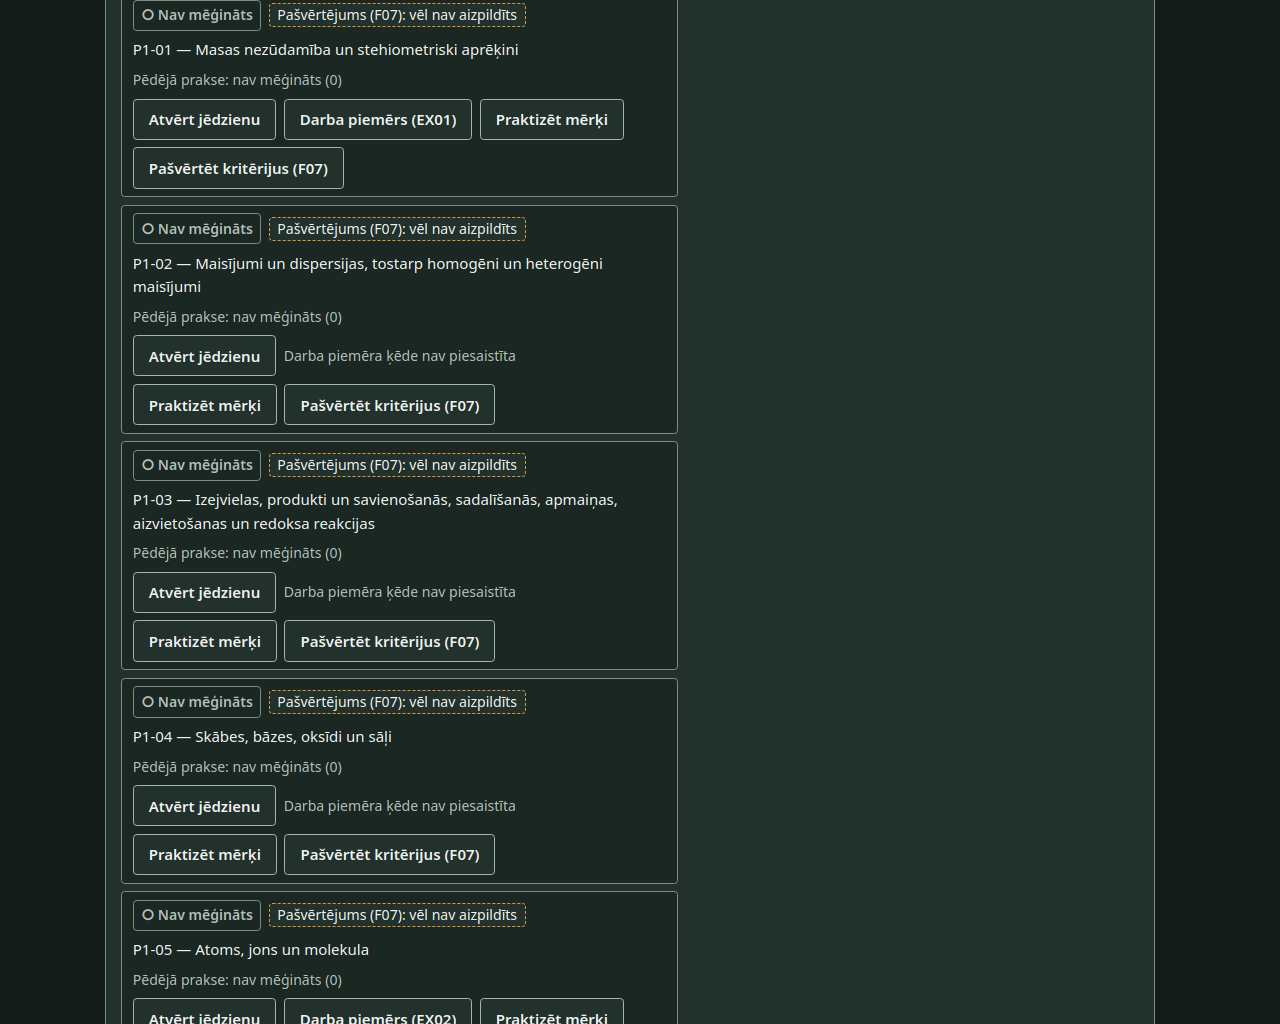 Nav mēģināts Pašvērtējums (F07): vēl nav aizpildīts
P1-01 — Masas nezūdamība un stehiometriski aprēķini
Pēdējā prakse: nav mēģināts (0)
Atvērt jēdzienu Darba piemērs (EX01) Praktizēt mērķi
Pašvērtēt kritērijus (F07)
Nav mēģināts Pašvērtējums (F07): vēl nav aizpildīts
P1-02 — Maisījumi un dispersijas, tostarp homogēni un heterogēni
maisījumi
Pēdējā prakse: nav mēģināts (0)
Atvērt jēdzienu Darba piemēra ķēde nav piesaistīta
Praktizēt mērķi Pašvērtēt kritērijus (F07)
Nav mēģināts Pašvērtējums (F07): vēl nav aizpildīts
P1-03 — Izejvielas, produkti un savienošanās, sadalīšanās, apmaiņas,
aizvietošanas un redoksa reakcijas
Pēdējā prakse: nav mēģināts (0)
Atvērt jēdzienu Darba piemēra ķēde nav piesaistīta
Praktizēt mērķi Pašvērtēt kritērijus (F07)
Nav mēģināts Pašvērtējums (F07): vēl nav aizpildīts
P1-04 — Skābes, bāzes, oksīdi un sāļi
Pēdējā prakse: nav mēģināts (0)
Atvērt jēdzienu Darba piemēra ķēde nav piesaistīta
Praktizēt mērķi Pašvērtēt kritērijus (F07)
Nav mēģināts Pašvērtējums (F07): vēl nav aizpildīts
P1-05 — Atoms, jons un molekula
Pēdējā prakse: nav mēģināts (0)
Atvērt jēdzienu Darba piemērs (EX02) Praktizēt mērķi